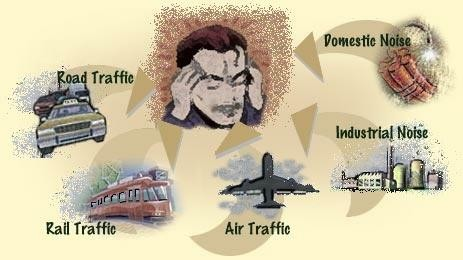 Domestic Noise
Road Traffic
Industrial Noise
Rail Traffic
Air Traffic